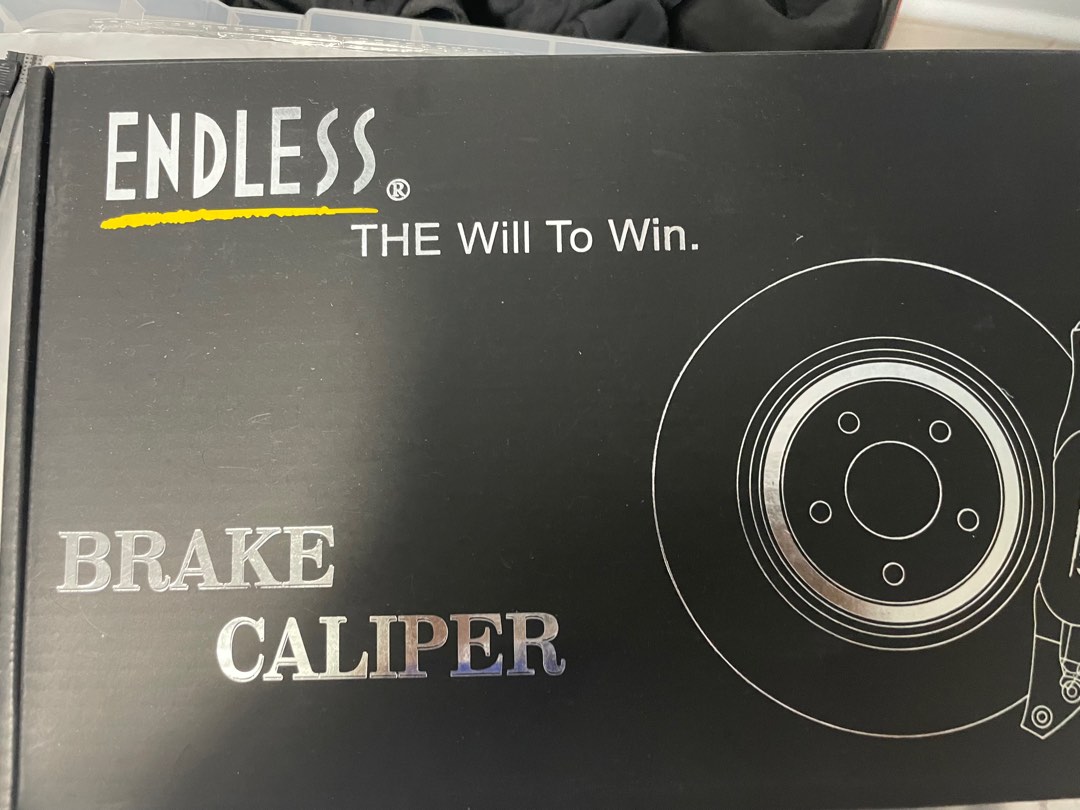 ENDLESS®
THE Will To Win.
BRAKE
CALIPER